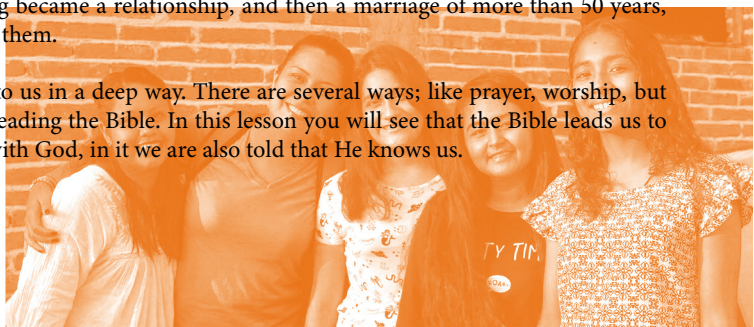 g became a relationship, and then a marriage of more than 50 years,
them.
to us in a deep way. There are several ways; like prayer, worship, but
eading the Bible. In this lesson you will see that the Bible leads us to
with God, in it we are also told that He knows us.
TY TIM